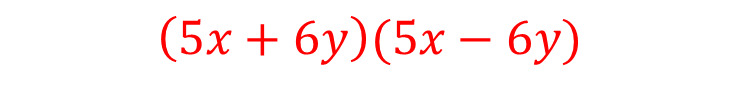 (5𝑥 + 6𝑦)(5𝑥 − 6𝑦)